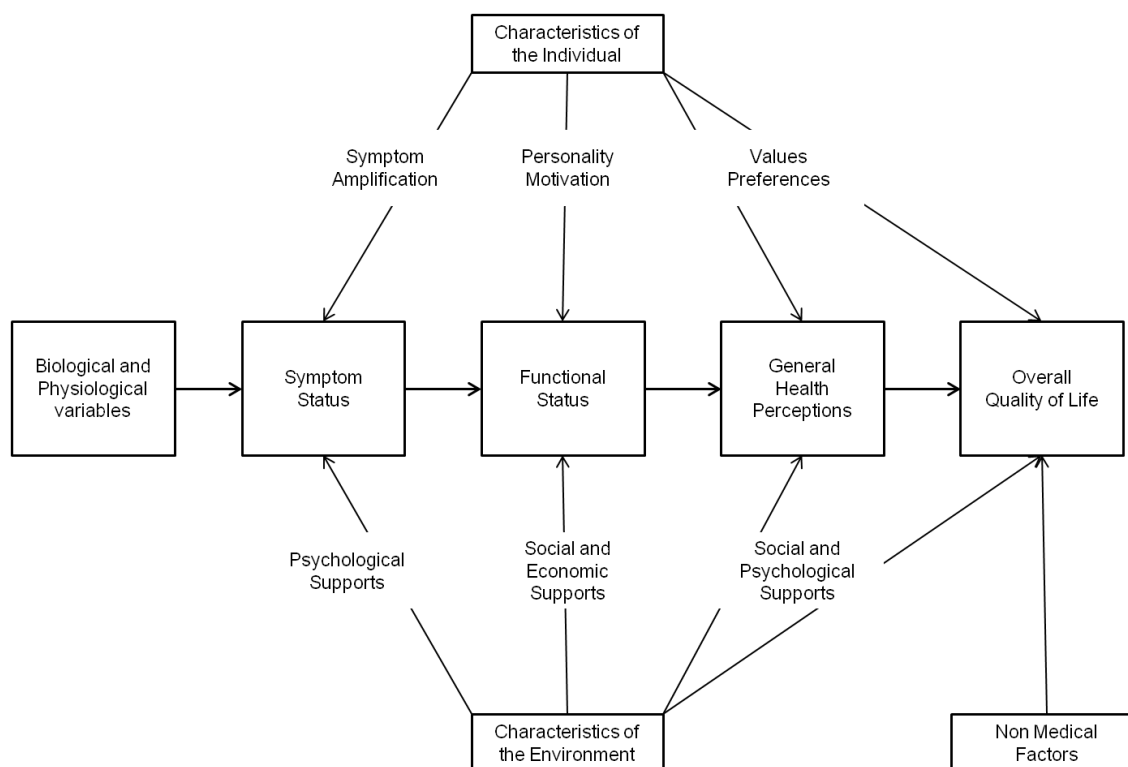 Characteristics of
the Individual
Symptom
Amplification
Personality
Motivation
Values
Preferences
Biological and
Physiological
variables
Symptom
Status
Functional
Status
General
Health
Perceptions
Overall
Quality of Life
Psychological
Supports
Social and
Economic
Supports
Social and
Psychological
Supports
Characteristics of
the Environment
Non Medical
Factors